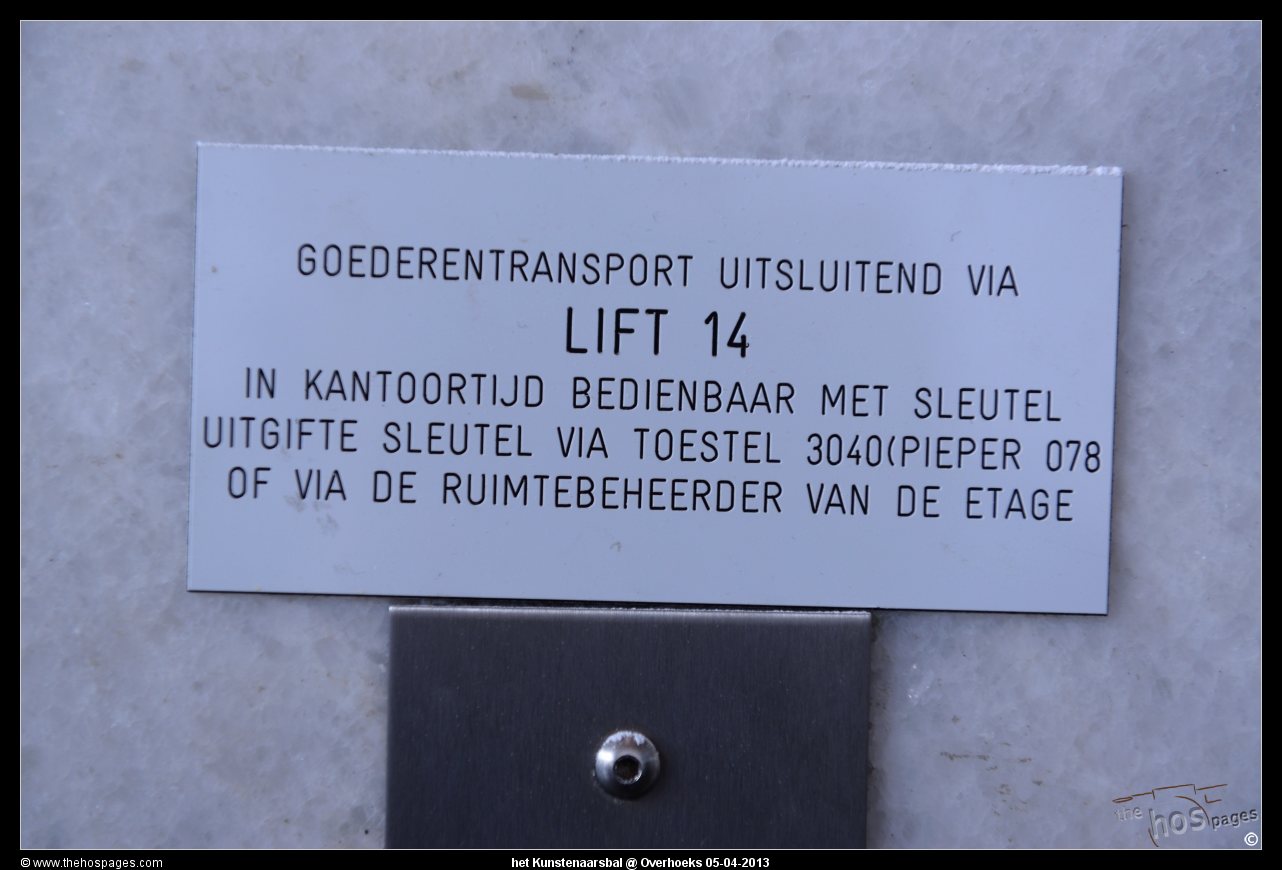 GOEDERENTRANSPORT UITSLUITEND VIA
LIFT 14
IN KANTOORTIJD BEDIENBAAR MET SLEUTEL
UITGIFTE SLEUTEL VIA TOESTEL 3040(PIEPER 078
OF VIA DE RUIMTEBEHEERDER VAN DE ETAGE
the hos pages
©
© www.thehospages.com
het Kunstenaarsbal @ Overhoeks 05-04-2013